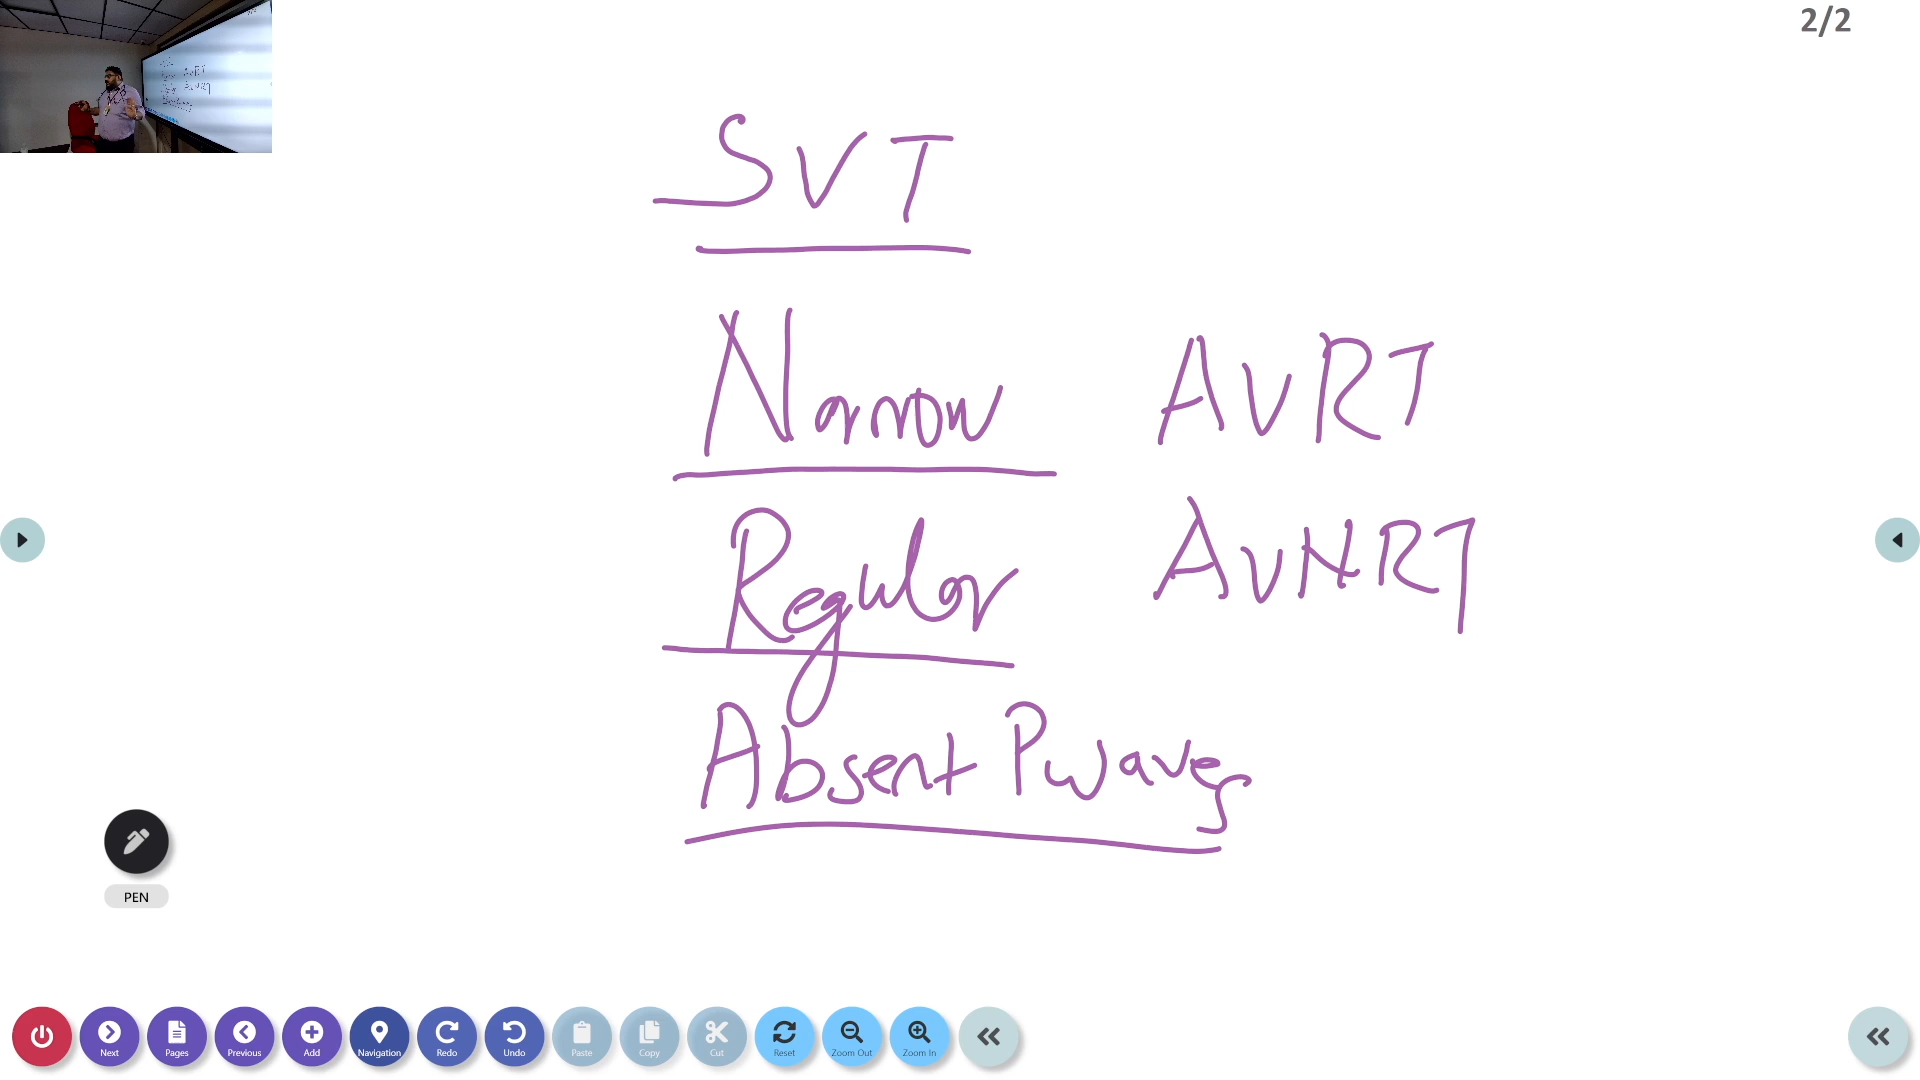 2/2
SVT
Narrow AVRT
Regular AVNRT
Absent P waves
PEN
Next Pages Previous Add Navigation Redo Undo Paste Copy Cut Reset Zoom Out Zoom In